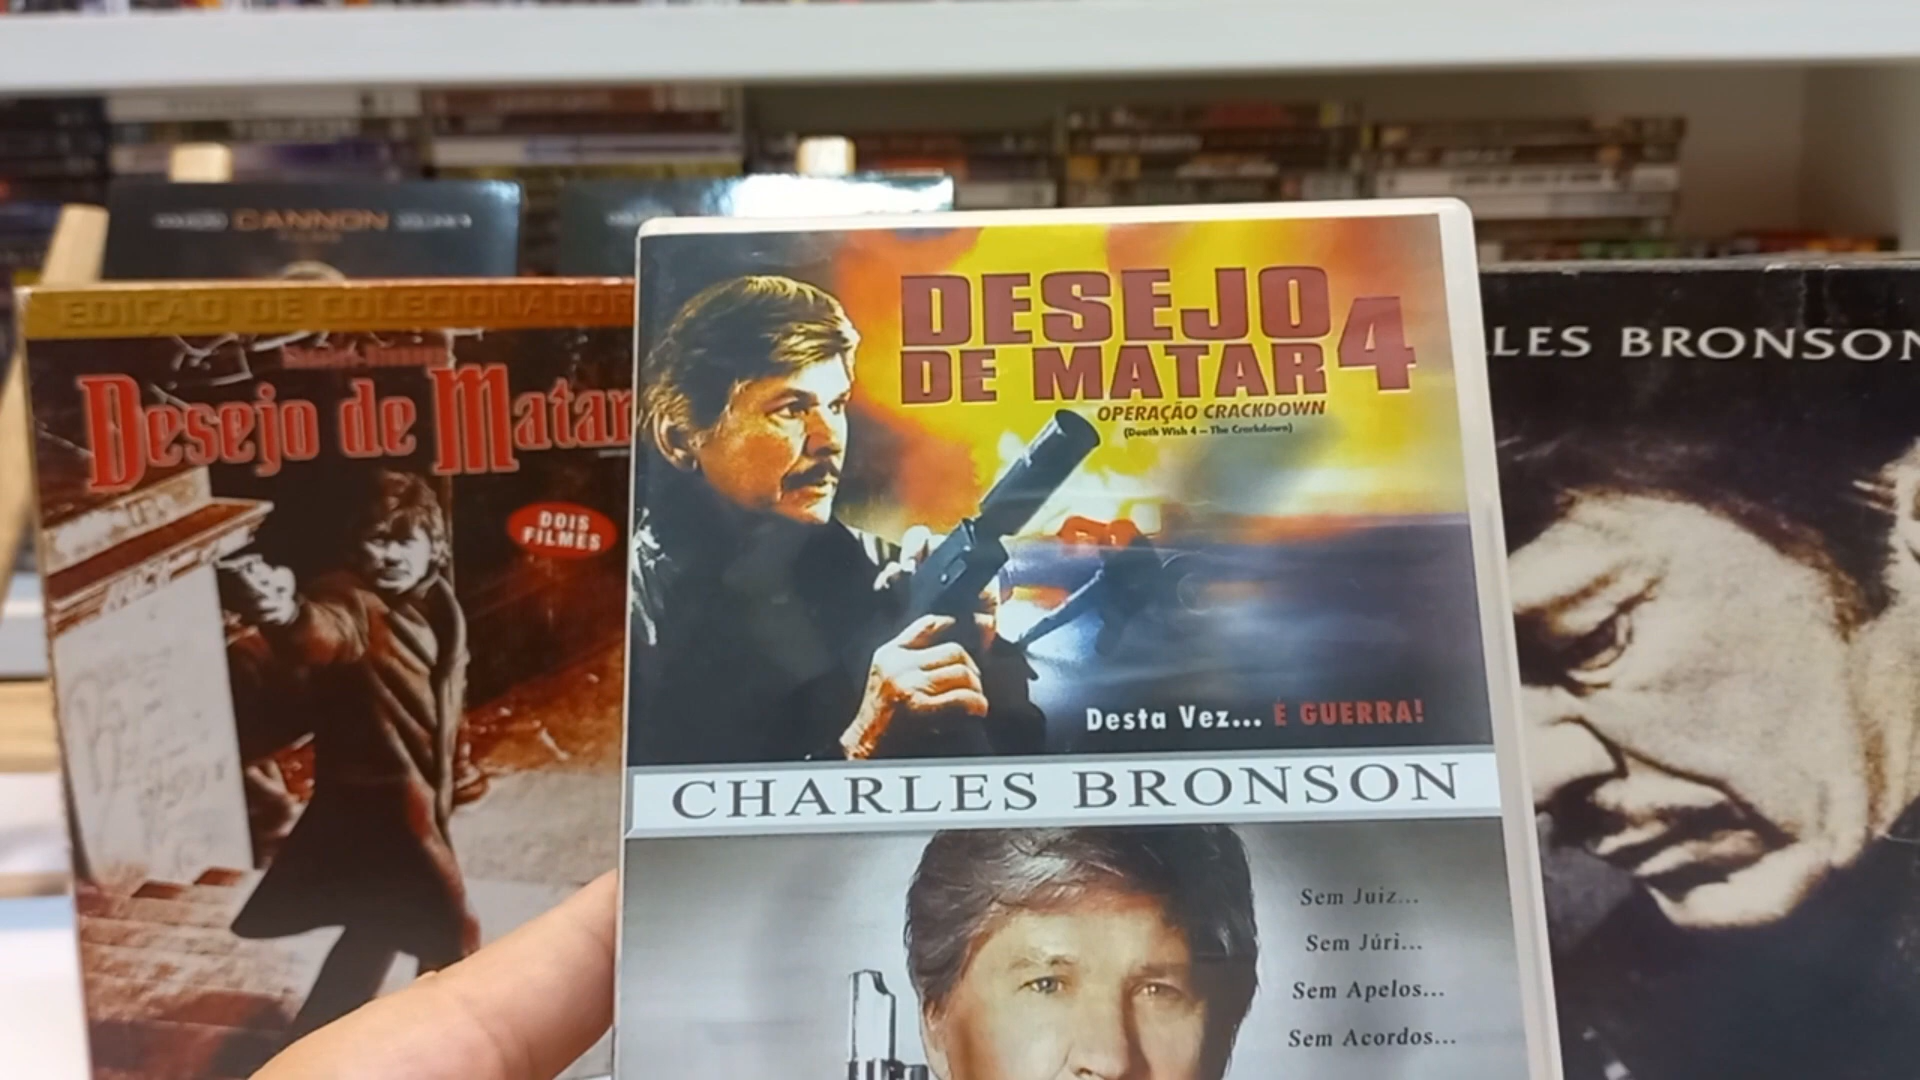 CANNON
EDIÇÃO DE COLECIONADOR
Desejo de Matar
DOIS
FILMES
DESEJO
DE MATAR 4
OPERAÇÃO CRACKDOWN
(Death Wish 4 – The Crackdown)
Desta Vez... É GUERRA!
CHARLES BRONSON
Sem Juiz...
Sem Júri...
Sem Apelos...
Sem Acordos...
LES BRONSON